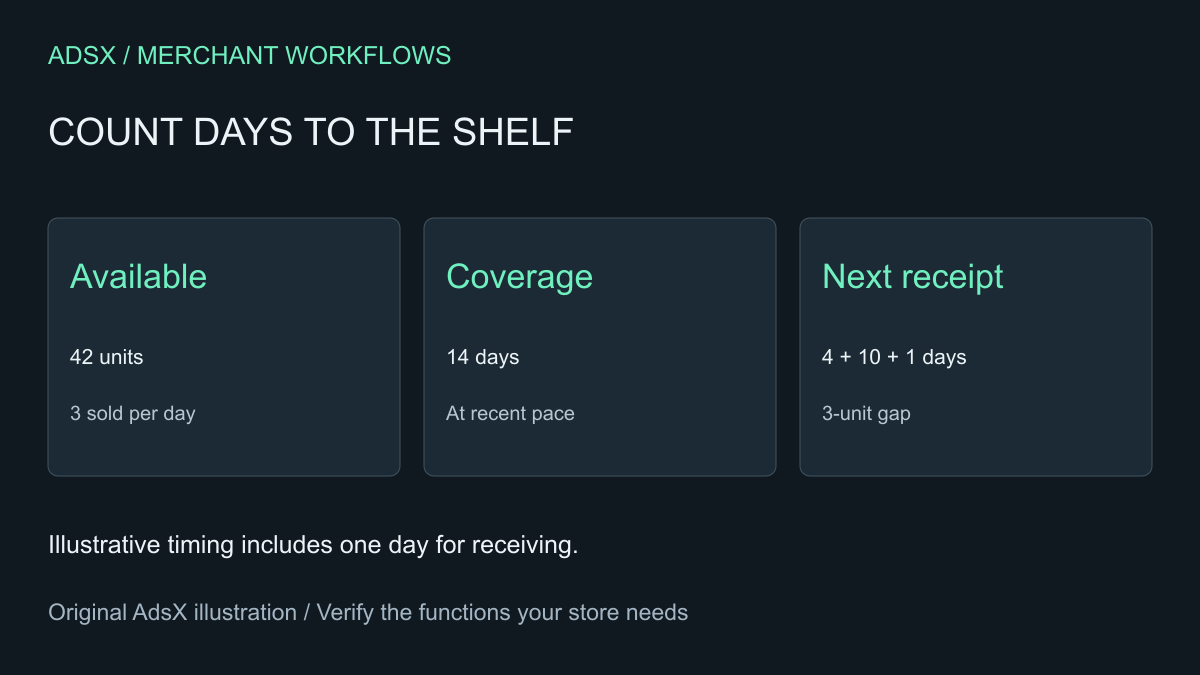 ADSX / MERCHANT WORKFLOWS
COUNT DAYS TO THE SHELF
Available
42 units
3 sold per day
Coverage
14 days
At recent pace
Next receipt
4 + 10 + 1 days
3-unit gap
Illustrative timing includes one day for receiving.
Original AdsX illustration / Verify the functions your store needs